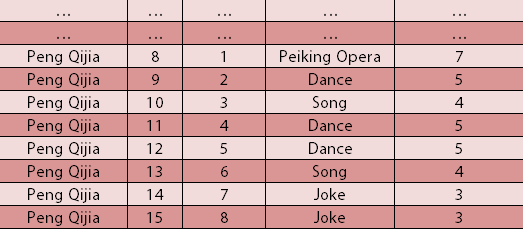 ... ... ... ... ...
... ... ... ... ...
Peng Qijia 8 1 Peiking Opera 7
Peng Qijia 9 2 Dance 5
Peng Qijia 10 3 Song 4
Peng Qijia 11 4 Dance 5
Peng Qijia 12 5 Dance 5
Peng Qijia 13 6 Song 4
Peng Qijia 14 7 Joke 3
Peng Qijia 15 8 Joke 3